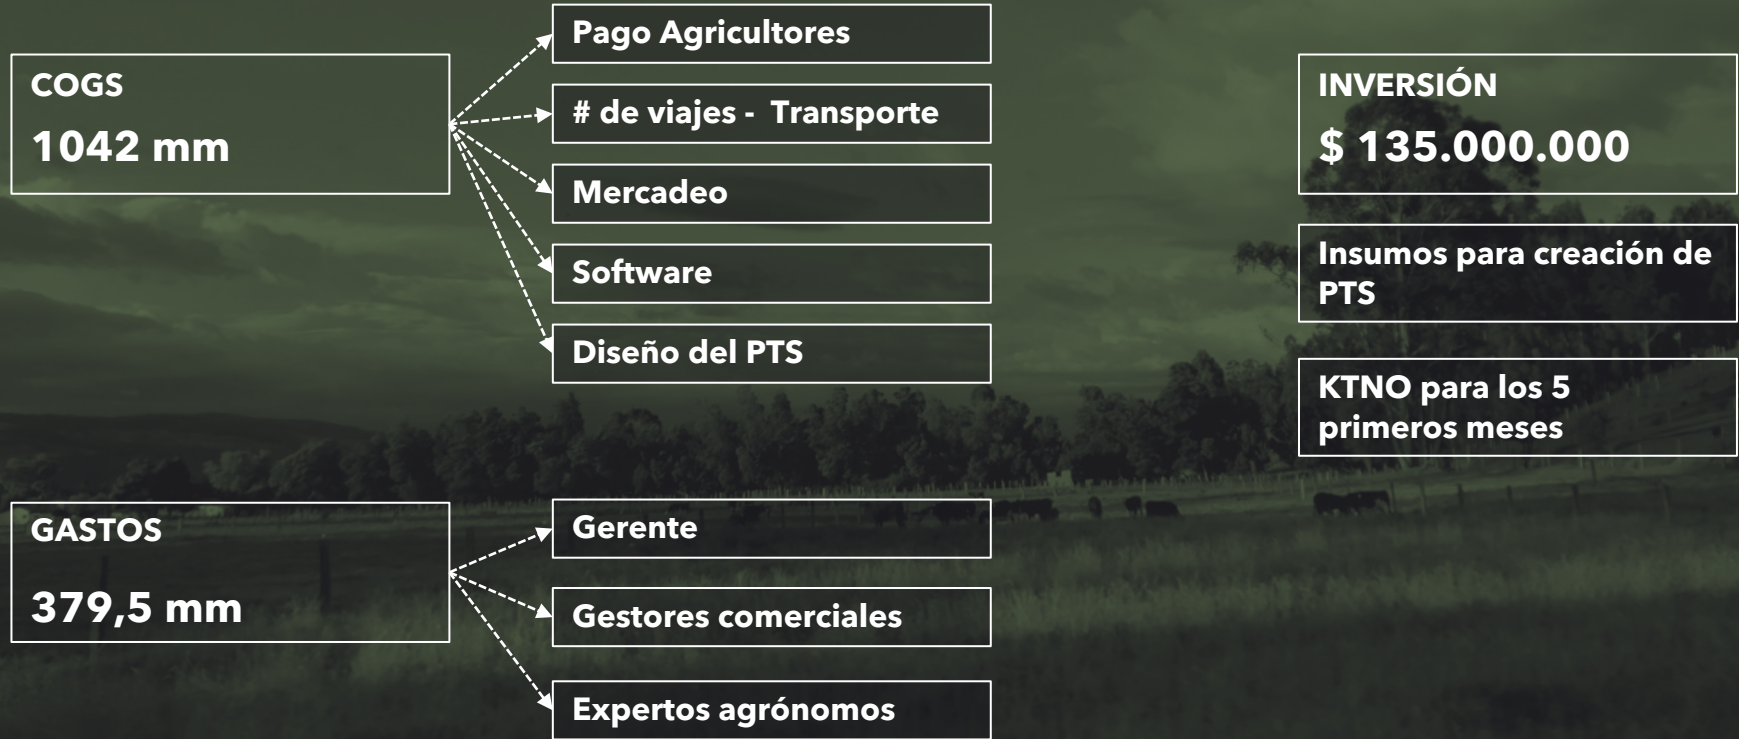 COGS
1042 mm
Pago Agricultores
# de viajes - Transporte
Mercadeo
Software
Diseño del PTS
INVERSIÓN
$ 135.000.000
Insumos para creación de
PTS
KTNO para los 5
primeros meses
GASTOS
379,5 mm
Gerente
Gestores comerciales
Expertos agrónomos